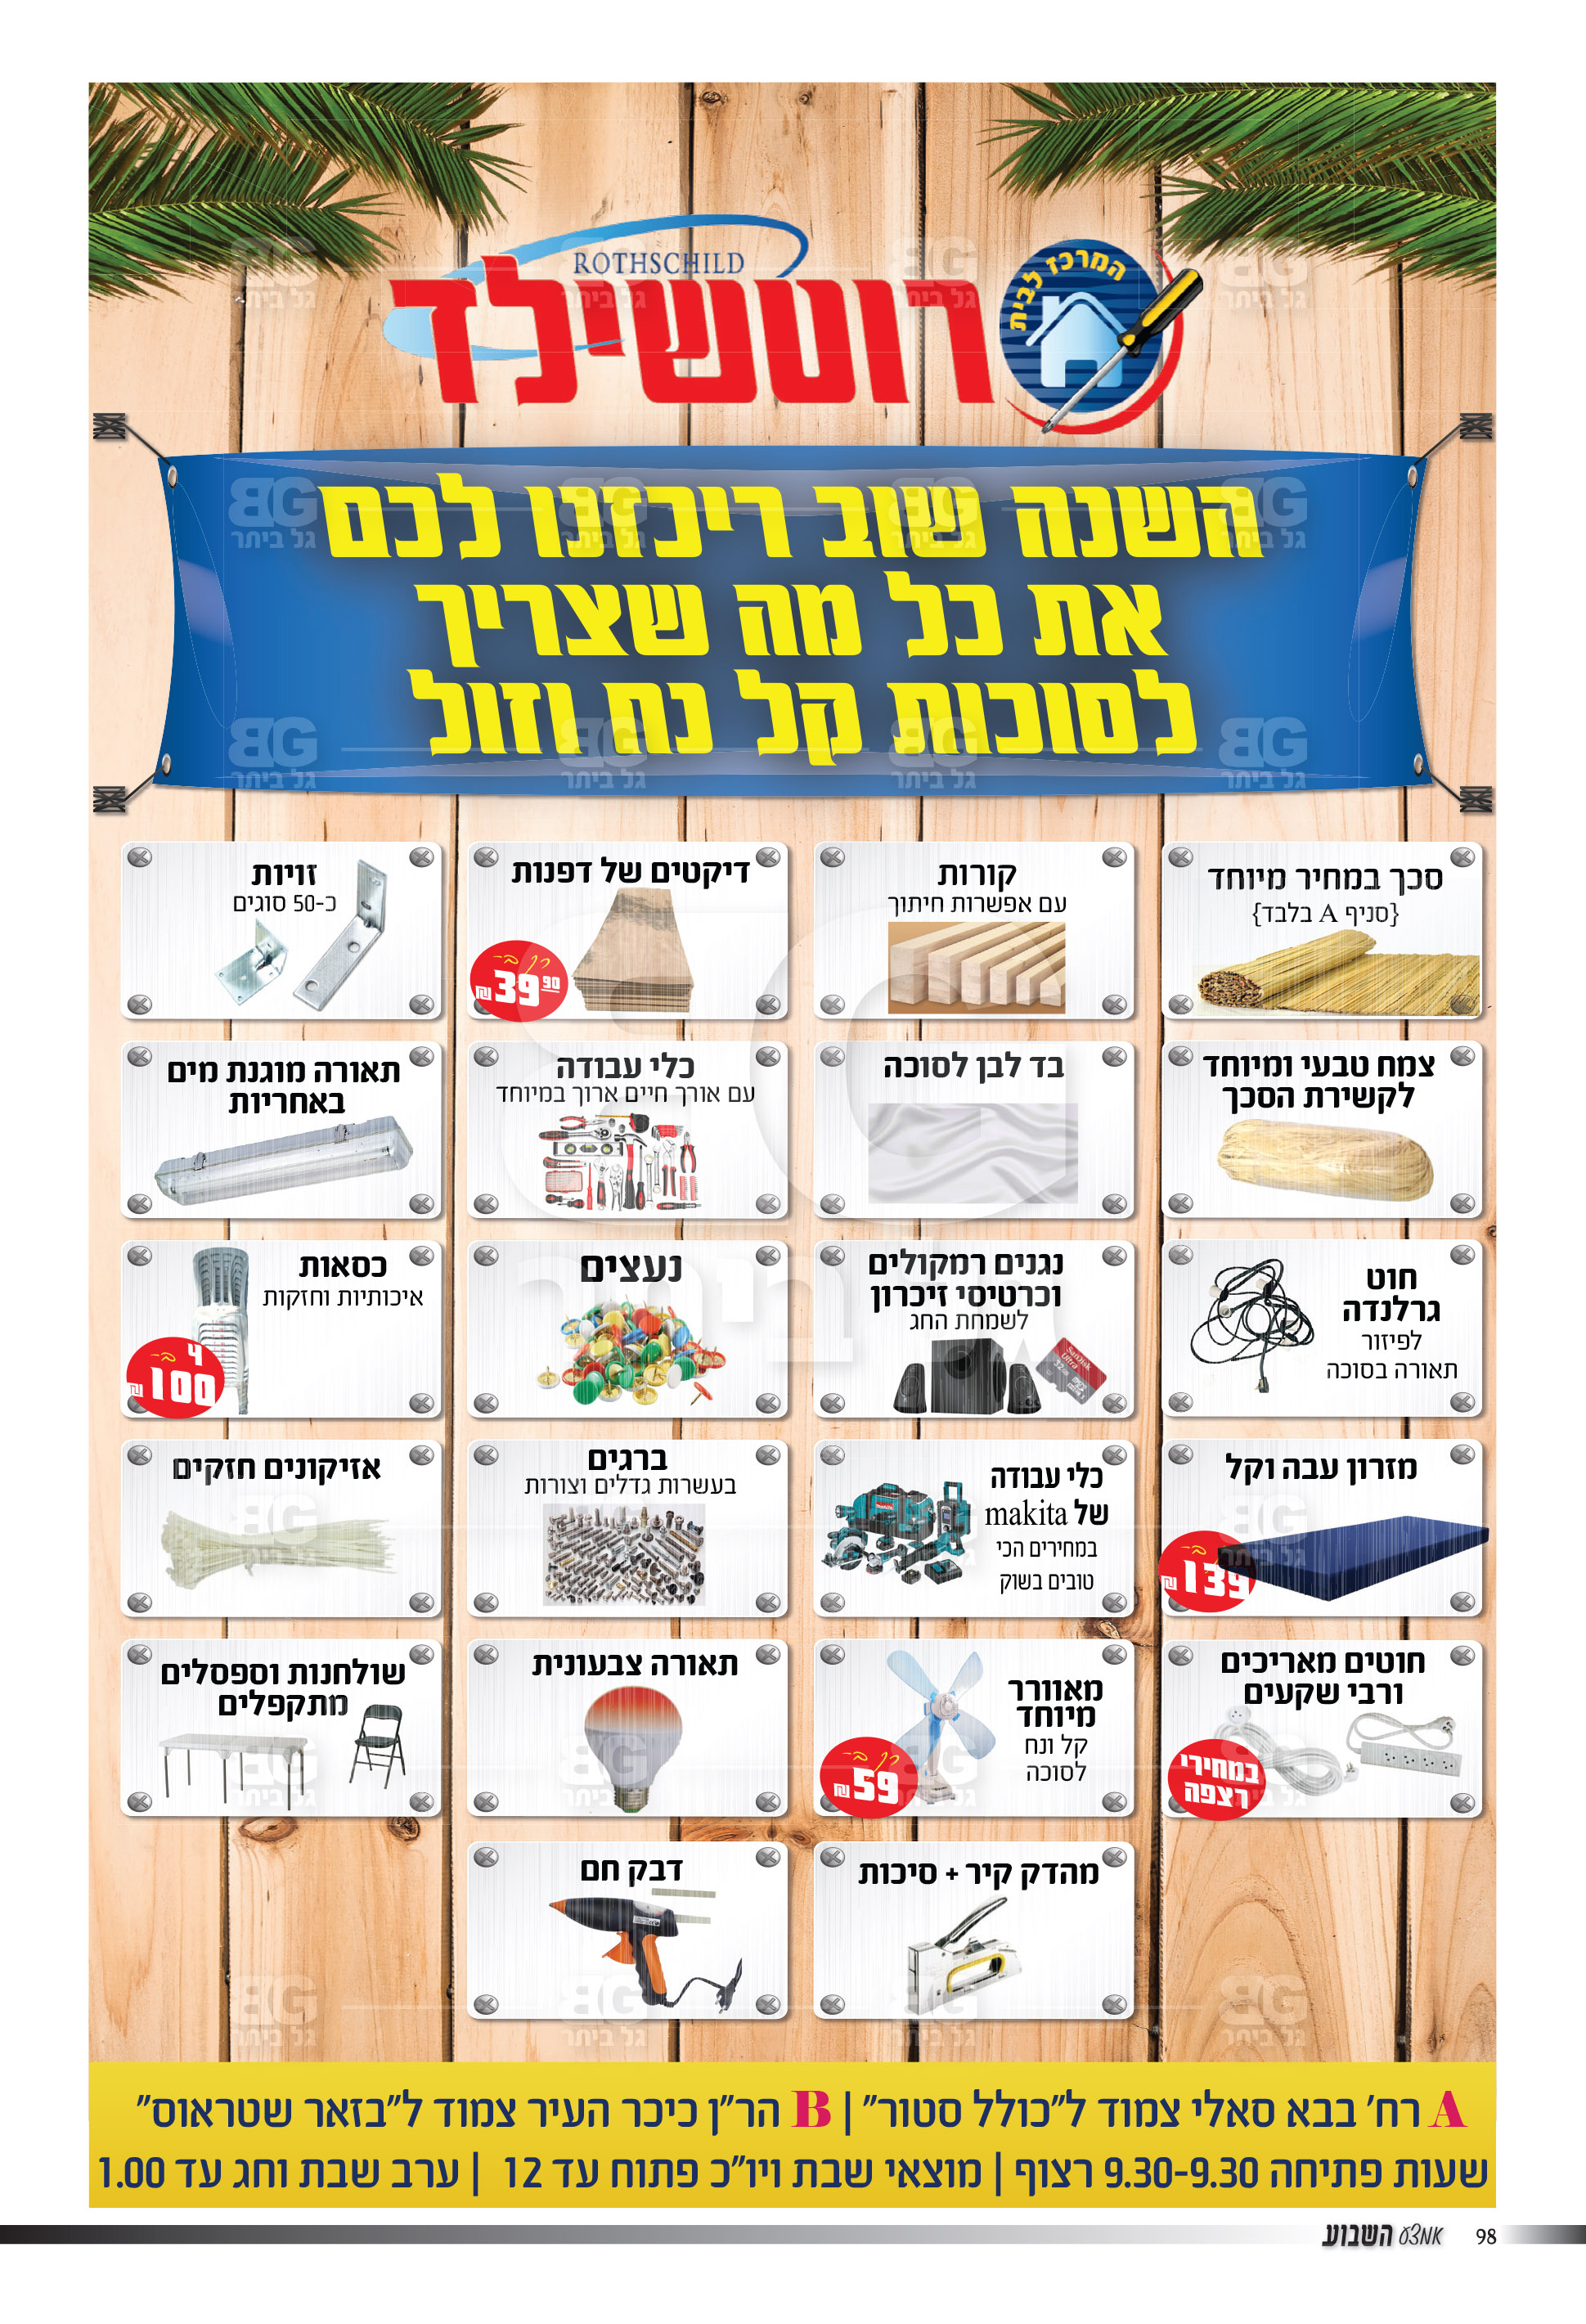 המרכז לבית
ROTHSCHILD
רוטשילד
השנה שוב ריכזנו לכם
את כל מה שצריך
לסוכות קל נח וזול
סכך במחיר מיוחד
{סניף A בלבד}
קורות
עם אפשרות חיתוך
דיקטים של דפנות
רק ב-
39.90 ₪
זויות
כ-50 סוגים
צמח טבעי ומיוחד
לקשירת הסכך
בד לבן לסוכה
כלי עבודה
עם אורך חיים ארוך במיוחד
תאורה מוגנת מים
באחריות
חוט
גרלנדה
לפיזור
תאורה בסוכה
נגנים רמקולים
וכרטיסי זיכרון
לשמחת החג
SanDisk
Ultra
32
נעצים
כסאות
איכותיות וחזקות
4 ב-
100 ₪
מזרון עבה וקל
ב-
139 ₪
כלי עבודה
של makita
במחירים הכי
טובים בשוק
ברגים
בעשרות גדלים וצורות
אזיקונים חזקים
חוטים מאריכים
ורבי שקעים
במחירי
רצפה
מאוורר
מיוחד
קל ונח
לסוכה
רק ב-
59 ₪
תאורה צבעונית
שולחנות וספסלים
מתקפלים
מהדק קיר + סיכות
דבק חם
A רח' בבא סאלי צמוד ל"כולל סטור" | B הר"ן כיכר העיר צמוד ל"בזאר שטראוס"
שעות פתיחה 9.30-9.30 רצוף | מוצאי שבת ויו"כ פתוח עד 12 | ערב שבת וחג עד 1.00
98 אמצע השבוע
BG
גל ביתר